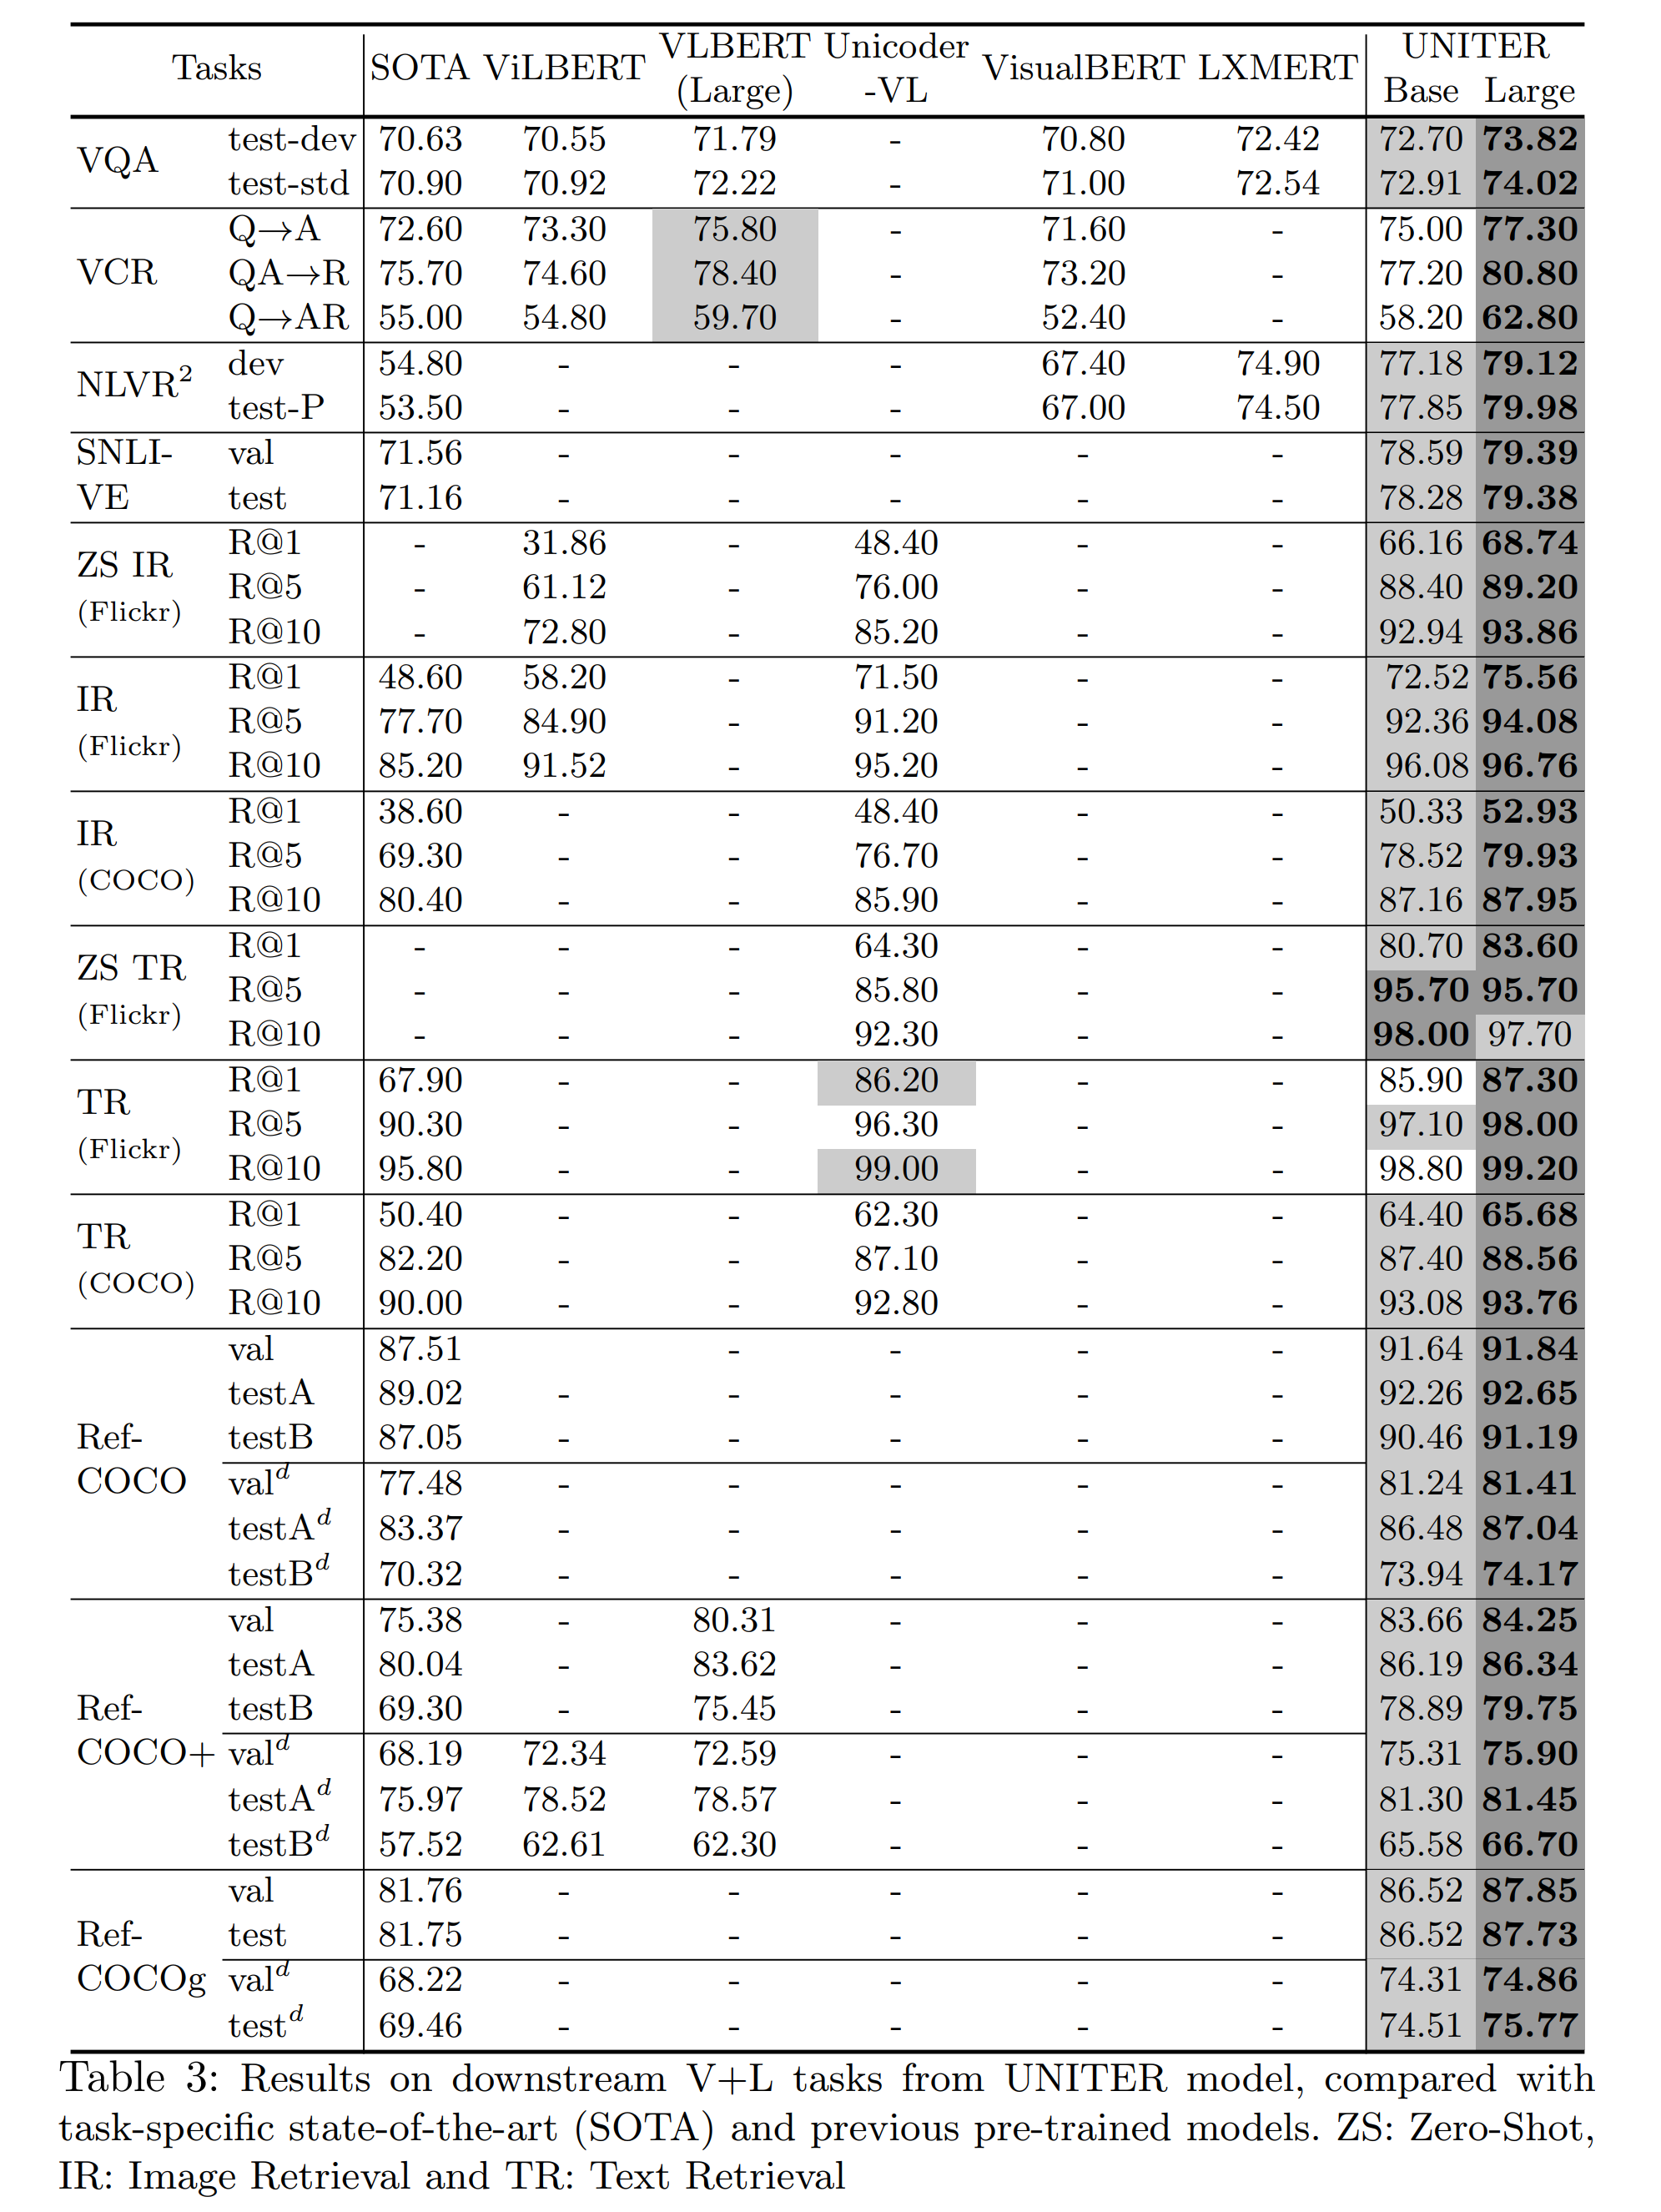 Tasks SOTA ViLBERT VLBERT (Large) Unicoder -VL VisualBERT LXMERT UNITER Base Large
VQA test-dev 70.63 70.55 71.79 - 70.80 72.42 72.70 73.82
test-std 70.90 70.92 72.22 - 71.00 72.54 72.91 74.02
VCR Q→A 72.60 73.30 75.80 - 71.60 - 75.00 77.30
QA→R 75.70 74.60 78.40 - 73.20 - 77.20 80.80
Q→AR 55.00 54.80 59.70 - 52.40 - 58.20 62.80
NLVR² dev 54.80 - - - 67.40 74.90 77.18 79.12
test-P 53.50 - - - 67.00 74.50 77.85 79.98
SNLI- val 71.56 - - - - - 78.59 79.39
VE test 71.16 - - - - - 78.28 79.38
ZS IR (Flickr) R@1 - 31.86 - 48.40 - - 66.16 68.74
R@5 - 61.12 - 76.00 - - 88.40 89.20
R@10 - 72.80 - 85.20 - - 92.94 93.86
IR (Flickr) R@1 48.60 58.20 - 71.50 - - 72.52 75.56
R@5 77.70 84.90 - 91.20 - - 92.36 94.08
R@10 85.20 91.52 - 95.20 - - 96.08 96.76
IR (COCO) R@1 38.60 - - 48.40 - - 50.33 52.93
R@5 69.30 - - 76.70 - - 78.52 79.93
R@10 80.40 - - 85.90 - - 87.16 87.95
ZS TR (Flickr) R@1 - - - 64.30 - - 80.70 83.60
R@5 - - - 85.80 - - 95.70 95.70
R@10 - - - 92.30 - - 98.00 97.70
TR (Flickr) R@1 67.90 - - 86.20 - - 85.90 87.30
R@5 90.30 - - 96.30 - - 97.10 98.00
R@10 95.80 - - 99.00 - - 98.80 99.20
TR (COCO) R@1 50.40 - - 62.30 - - 64.40 65.68
R@5 82.20 - - 87.10 - - 87.40 88.56
R@10 90.00 - - 92.80 - - 93.08 93.76
Ref-COCO val 87.51 - - - - 91.64 91.84
testA 89.02 - - - - - 92.26 92.65
testB 87.05 - - - - - 90.46 91.19
valᵈ 77.48 - - - - - 81.24 81.41
testAᵈ 83.37 - - - - - 86.48 87.04
testBᵈ 70.32 - - - - - 73.94 74.17
Ref-COCO+ val 75.38 - 80.31 - - - 83.66 84.25
testA 80.04 - 83.62 - - - 86.19 86.34
testB 69.30 - 75.45 - - - 78.89 79.75
valᵈ 68.19 72.34 72.59 - - - 75.31 75.90
testAᵈ 75.97 78.52 78.57 - - - 81.30 81.45
testBᵈ 57.52 62.61 62.30 - - - 65.58 66.70
Ref-COCOg val 81.76 - - - - - 86.52 87.85
test 81.75 - - - - - 86.52 87.73
valᵈ 68.22 - - - - - 74.31 74.86
testᵈ 69.46 - - - - - 74.51 75.77
Table 3: Results on downstream V+L tasks from UNITER model, compared with
task-specific state-of-the-art (SOTA) and previous pre-trained models. ZS: Zero-Shot,
IR: Image Retrieval and TR: Text Retrieval